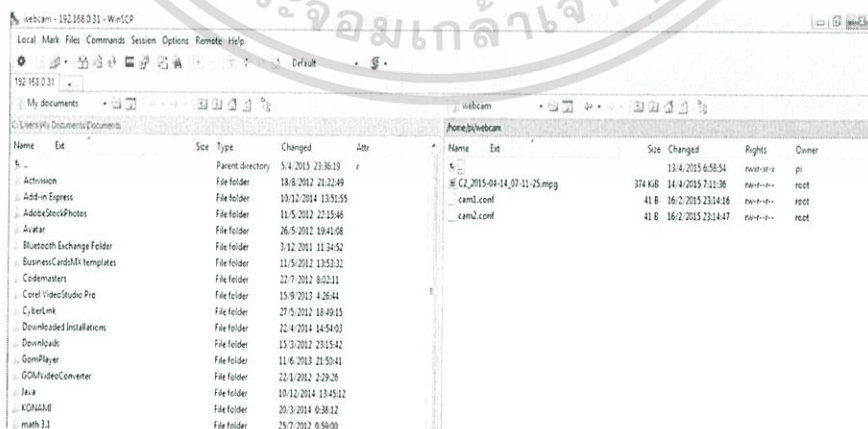 ระจอมเกล้าเจ้า
webcam - 192.168.0.31 - WinSCP
Local Mark Files Commands Session Options Remote Help
Default
192.168.0.31
My documents
webcam
C:\Users\My Documents\Documents
/home/pi/webcam
Name Ext Size Type Changed Attr
Name Ext Size Changed Rights Owner
.. Parent directory 5/4/2015 23:36:19 r
.. 13/4/2015 6:58:54 rwxr-xr-x pi
Activision File folder 18/8/2012 21:22:49
C2_2015-04-14_07-11-25.mpg 374 KiB 14/4/2015 7:11:36 rw-r--r-- root
Add-in Express File folder 10/12/2014 13:51:55
cam1.conf 41 B 16/2/2015 23:14:16 rw-r--r-- root
AdobeStockPhotos File folder 11/5/2012 22:15:46
cam2.conf 41 B 16/2/2015 23:14:47 rw-r--r-- root
Avatar File folder 26/5/2012 19:41:08
Bluetooth Exchange Folder File folder 3/12/2011 11:34:52
BusinessCardsMX templates File folder 11/5/2012 13:53:32
Codemasters File folder 22/7/2012 8:02:11
Corel VideoStudio Pro File folder 15/9/2013 4:26:44
CyberLink File folder 27/5/2012 18:49:15
Downloaded Installations File folder 22/4/2014 14:54:03
Downloads File folder 15/3/2012 23:15:42
GomPlayer File folder 11/6/2013 21:50:41
GOMVideoConverter File folder 22/1/2012 2:29:26
Java File folder 10/12/2014 13:45:12
KONAMI File folder 20/3/2014 0:38:12
math 3.1 File folder 25/7/2012 0:59:00